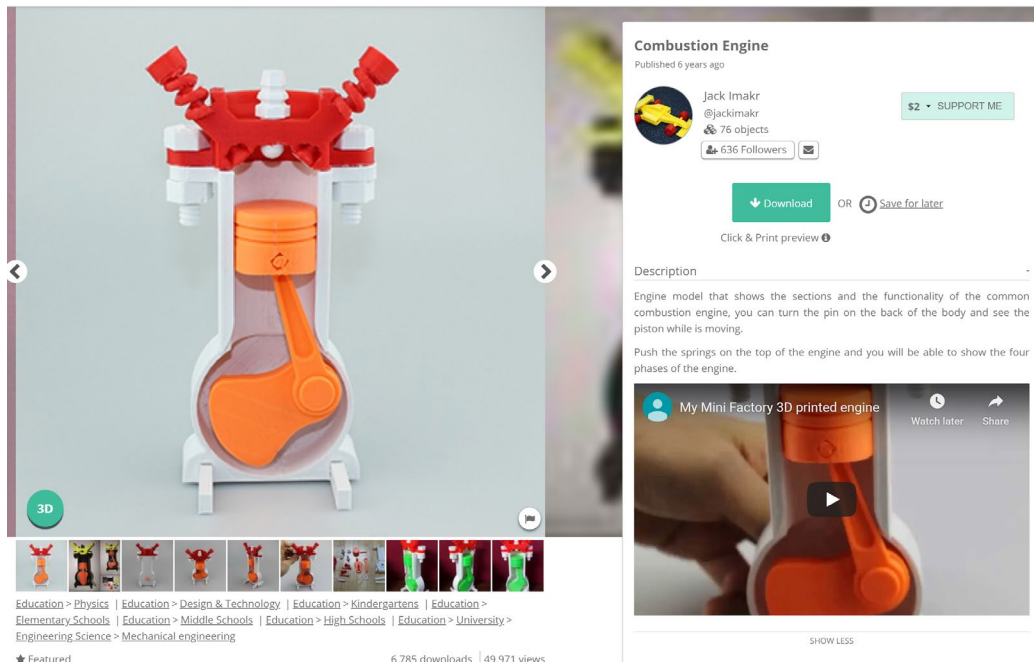 Combustion Engine
Published 6 years ago
Jack Imakr
@jackimakr
76 objects
636 Followers
$2 SUPPORT ME
Download OR Save for later
Click & Print preview
Description -
Engine model that shows the sections and the functionality of the common
combustion engine, you can turn the pin on the back of the body and see the
piston while is moving.
Push the springs on the top of the engine and you will be able to show the four
phases of the engine.
My Mini Factory 3D printed engine
Watch later Share
SHOW LESS
3D
Education > Physics | Education > Design & Technology | Education > Kindergartens | Education >
Elementary Schools | Education > Middle Schools | Education > High Schools | Education > University >
Engineering Science > Mechanical engineering
Featured 6,785 downloads | 49,971 views